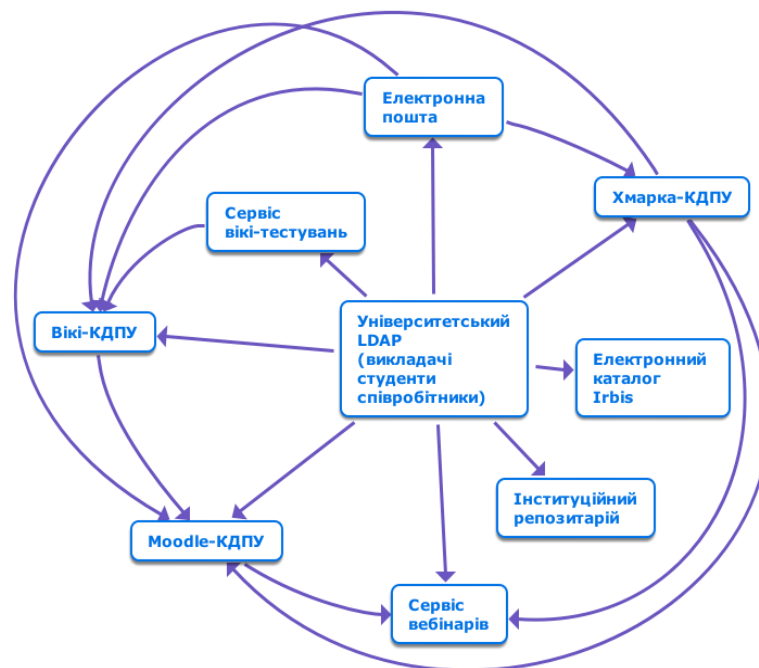 Електронна
пошта
Хмарка-КДПУ
Сервіс
вікі-тестувань
Вікі-КДПУ
Університетський
LDAP
(викладачі
студенти
співробітники)
Електронний
каталог
Irbis
Інституційний
репозитарій
Moodle-КДПУ
Сервіс
вебінарів